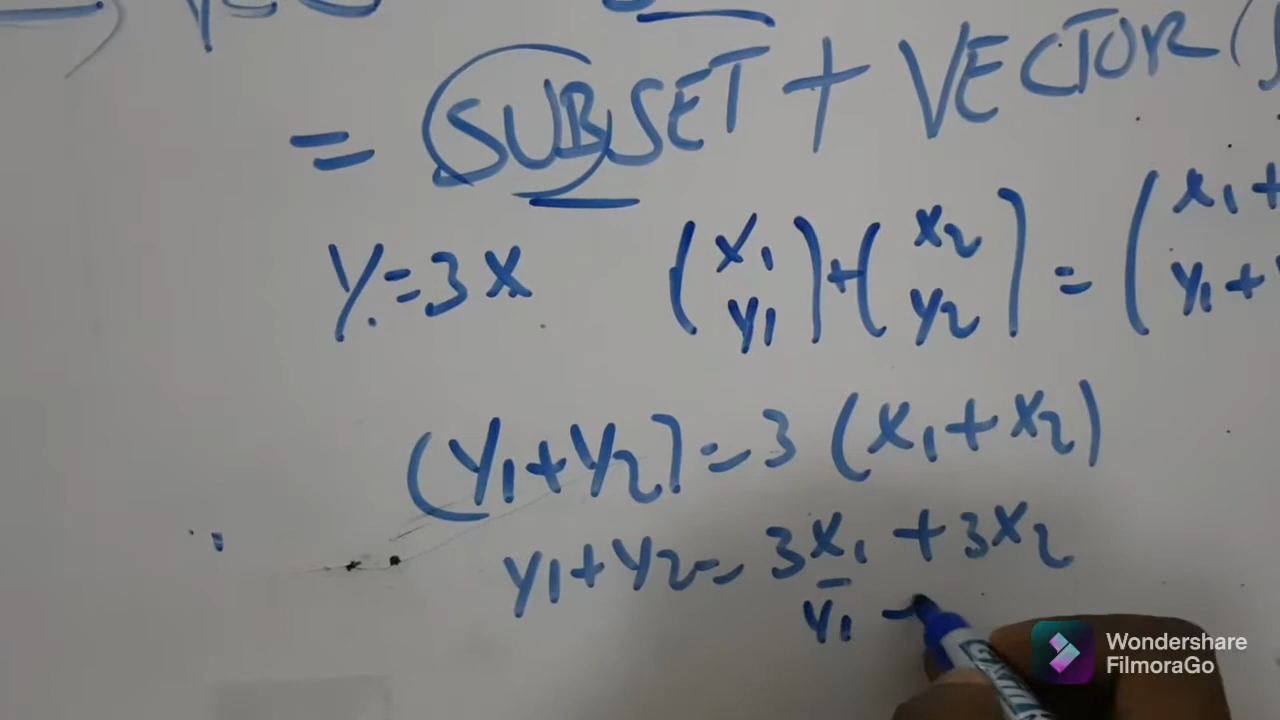 = SUBSET + VECTOR (
y = 3x (x₁ y₁) + (x₂ y₂) = (x₁ + y₁ +
(y₁ + y₂) = 3 (x₁ + x₂)
y₁ + y₂ = 3x₁ + 3x₂
y₁
Wondershare
FilmoraGo